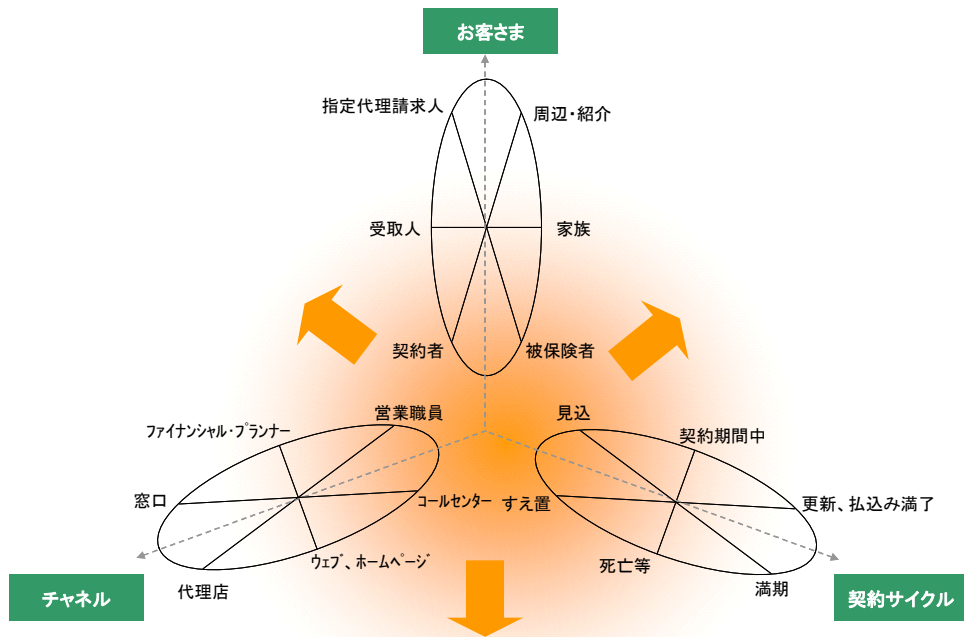 お客さま
指定代理請求人
周辺・紹介
受取人
家族
契約者
被保険者
営業職員
ﾌｧｲﾅﾝｼｬﾙ・ﾌﾟﾗﾝﾅｰ
窓口
ｺｰﾙｾﾝﾀｰ
ｳｪﾌﾞ、ﾎｰﾑﾍﾟｰｼﾞ
代理店
チャネル
見込
契約期間中
すえ置
更新、払込み満了
死亡等
満期
契約サイクル